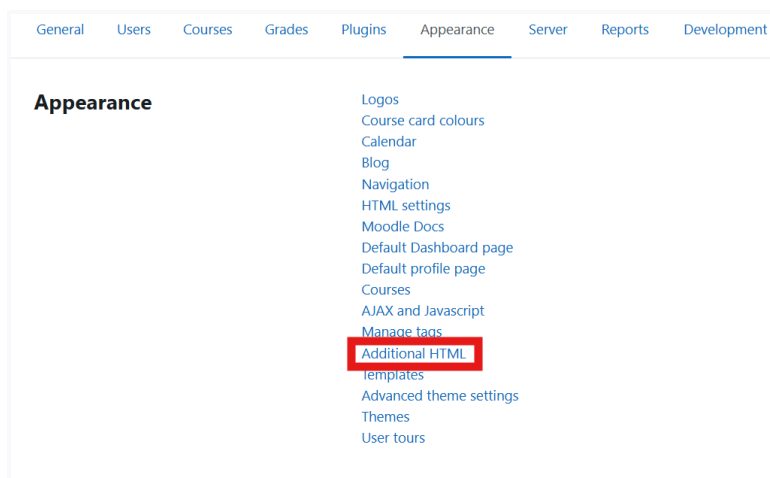 General Users Courses Grades Plugins Appearance Server Reports Development
Appearance
Logos
Course card colours
Calendar
Blog
Navigation
HTML settings
Moodle Docs
Default Dashboard page
Default profile page
Courses
AJAX and Javascript
Manage tags
Additional HTML
Templates
Advanced theme settings
Themes
User tours